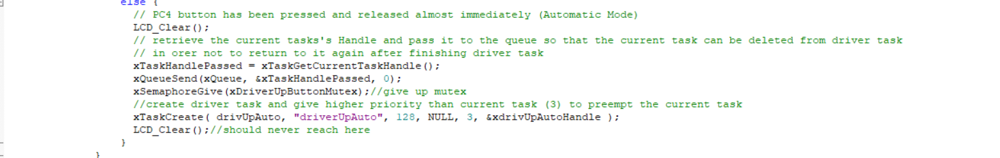 else {
// PC4 button has been pressed and released almost immediately (Automatic Mode)
LCD_Clear();
// retrieve the current tasks's Handle and pass it to the queue so that the current task can be deleted from driver task
// in orer not to return to it again after finishing driver task
xTaskHandlePassed = xTaskGetCurrentTaskHandle();
xQueueSend(xQueue, &xTaskHandlePassed, 0);
xSemaphoreGive(xDriverUpButtonMutex);//give up mutex
//create driver task and give higher priority than current task (3) to preempt the current task
xTaskCreate( drivUpAuto, "driverUpAuto", 128, NULL, 3, &xdrivUpAutoHandle );
LCD_Clear();//should never reach here
}
}